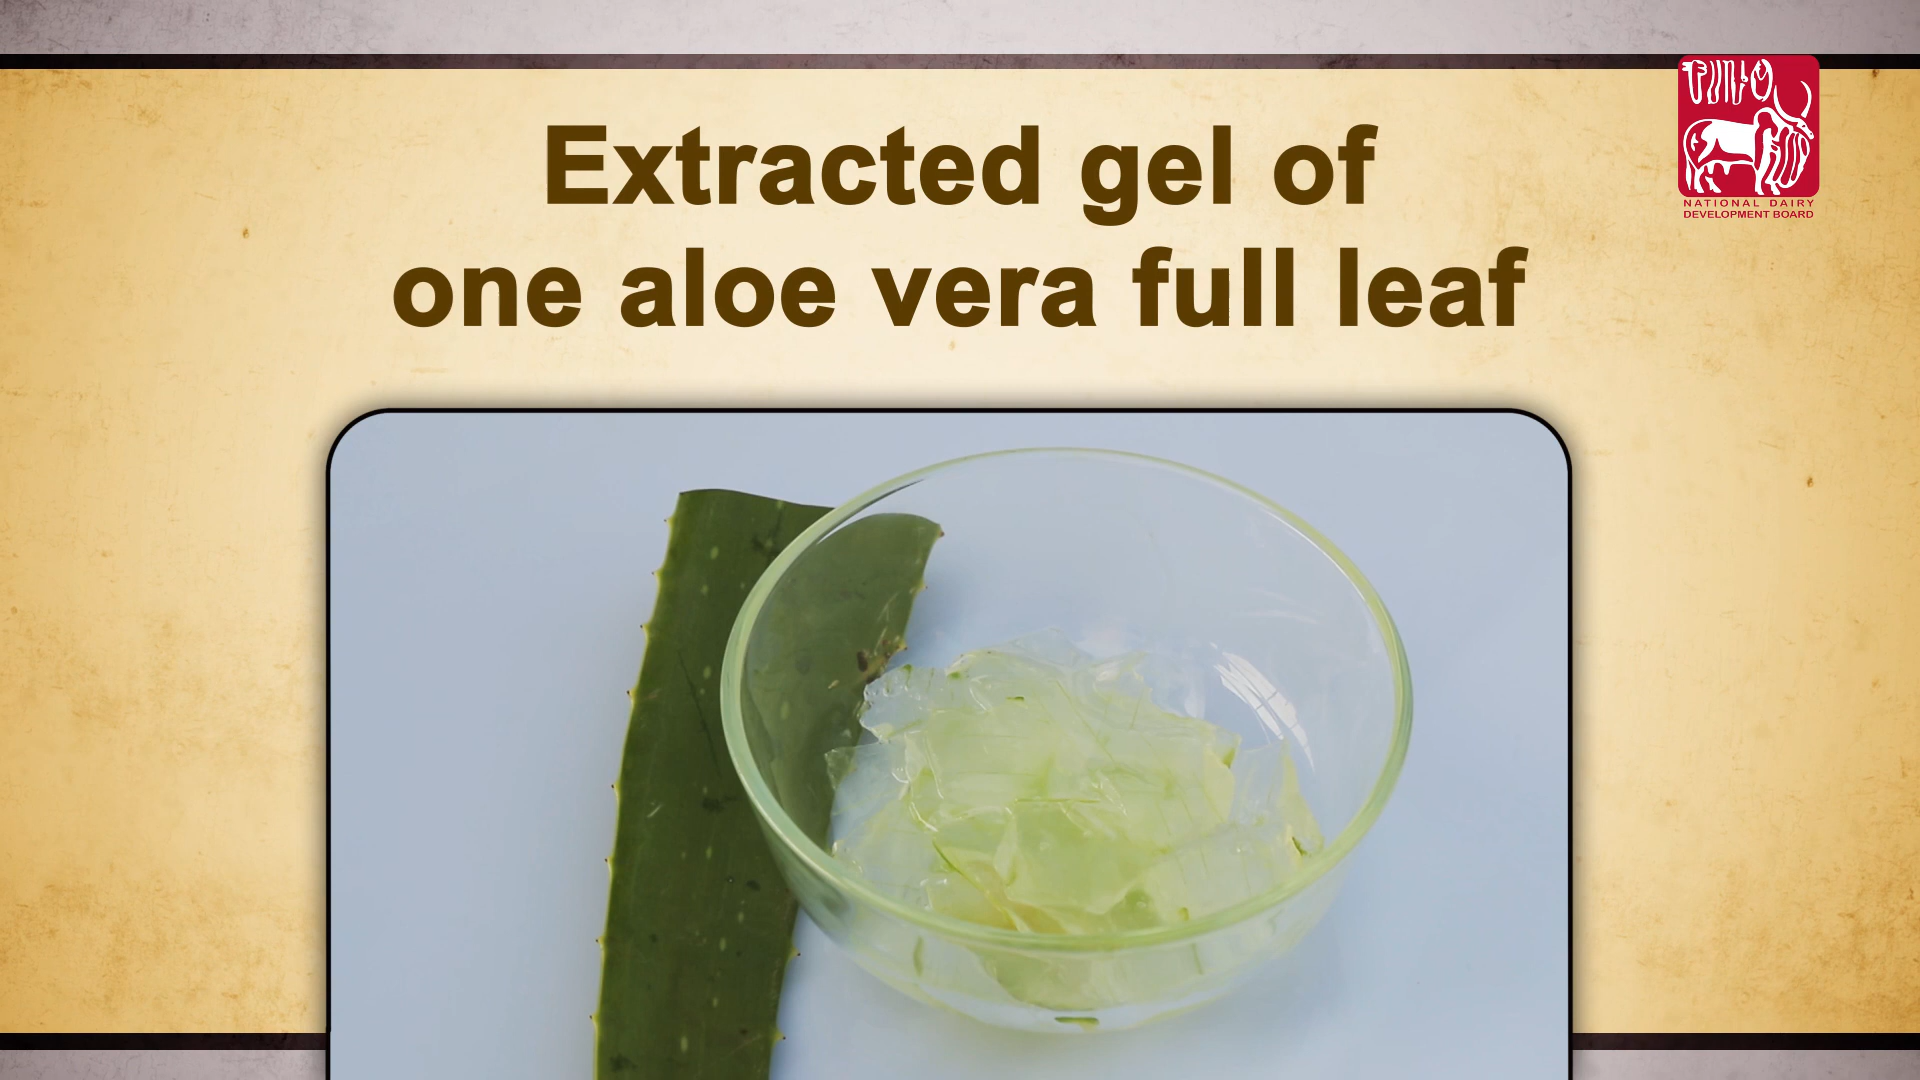 Extracted gel of
one aloe vera full leaf
NATIONAL DAIRY
DEVELOPMENT BOARD